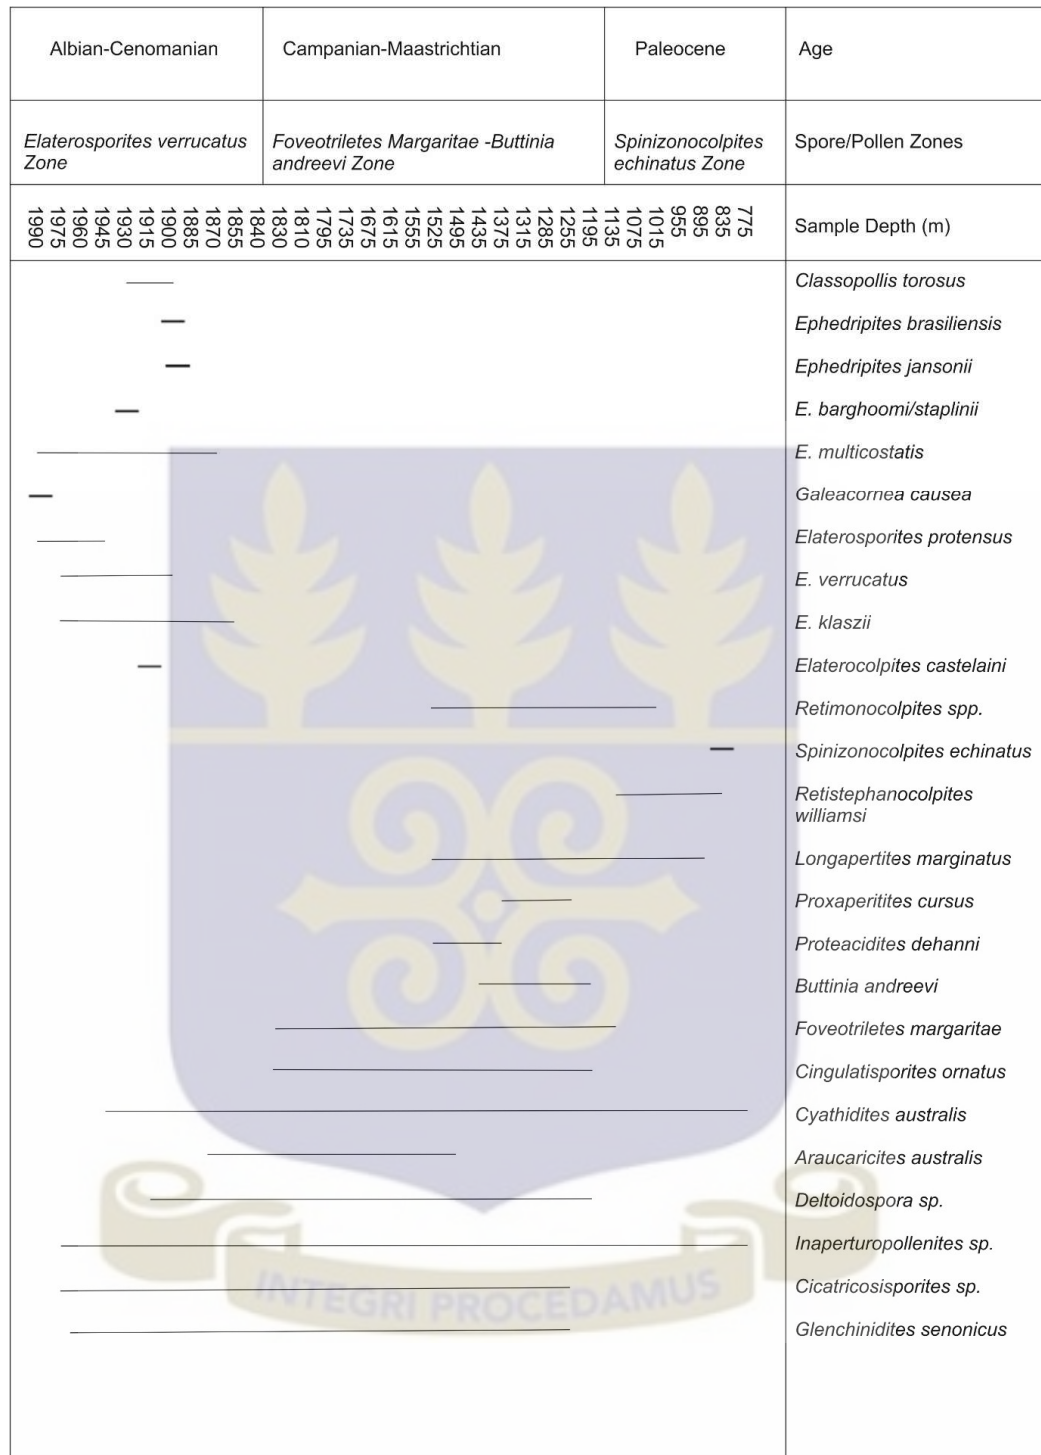 Albian-Cenomanian
Campanian-Maastrichtian
Paleocene
Age
Elaterosporites verrucatus
Zone
Foveotriletes Margaritae -Buttinia
andreevi Zone
Spinizonocolpites
echinatus Zone
Spore/Pollen Zones
1990
1975
1960
1945
1930
1915
1900
1885
1870
1855
1840
1830
1810
1795
1735
1675
1615
1555
1525
1495
1435
1375
1315
1285
1255
1195
1135
1075
1015
955
895
835
775
Sample Depth (m)
Classopollis torosus
Ephedripites brasiliensis
Ephedripites jansonii
E. barghoomi/staplinii
E. multicostatis
Galeacornea causea
Elaterosporites protensus
E. verrucatus
E. klaszii
Elaterocolpites castelaini
Retimonocolpites spp.
Spinizonocolpites echinatus
Retistephanocolpites
williamsi
Longapertites marginatus
Proxaperitites cursus
Proteacidites dehanni
Buttinia andreevi
Foveotriletes margaritae
Cingulatisporites ornatus
Cyathidites australis
Araucaricites australis
Deltoidospora sp.
Inaperturopollenites sp.
Cicatricosisporites sp.
Glenchinidites senonicus
INTEGRI PROCEDAMUS